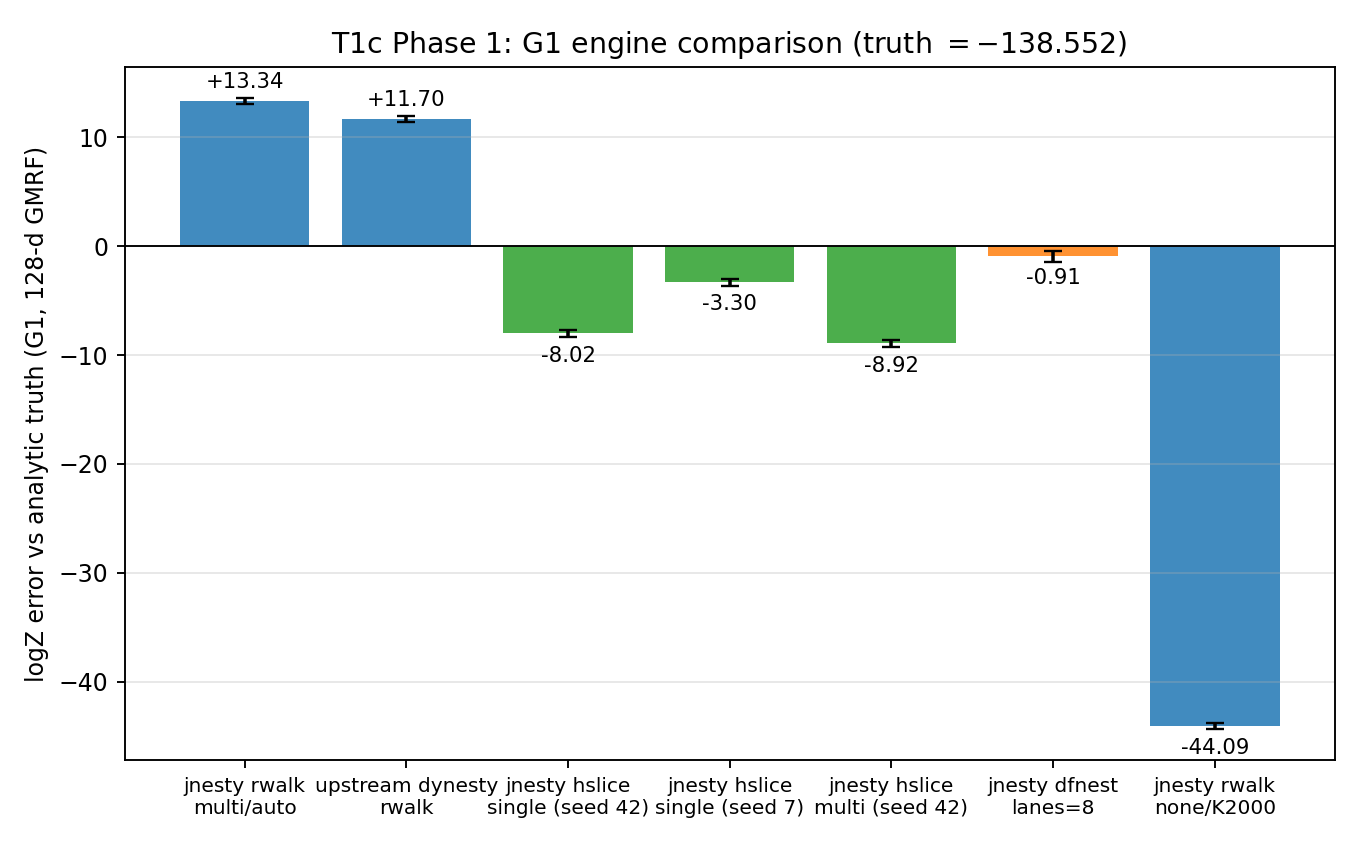 T1c Phase 1: G1 engine comparison (truth = −138.552)
logZ error vs analytic truth (G1, 128-d GMRF)
10
0
−10
−20
−30
−40
+13.34
+11.70
-8.02
-3.30
-8.92
-0.91
-44.09
jnesty rwalk
multi/auto
upstream dynesty
rwalk
jnesty hslice
single (seed 42)
jnesty hslice
single (seed 7)
jnesty hslice
multi (seed 42)
jnesty dfnest
lanes=8
jnesty rwalk
none/K2000